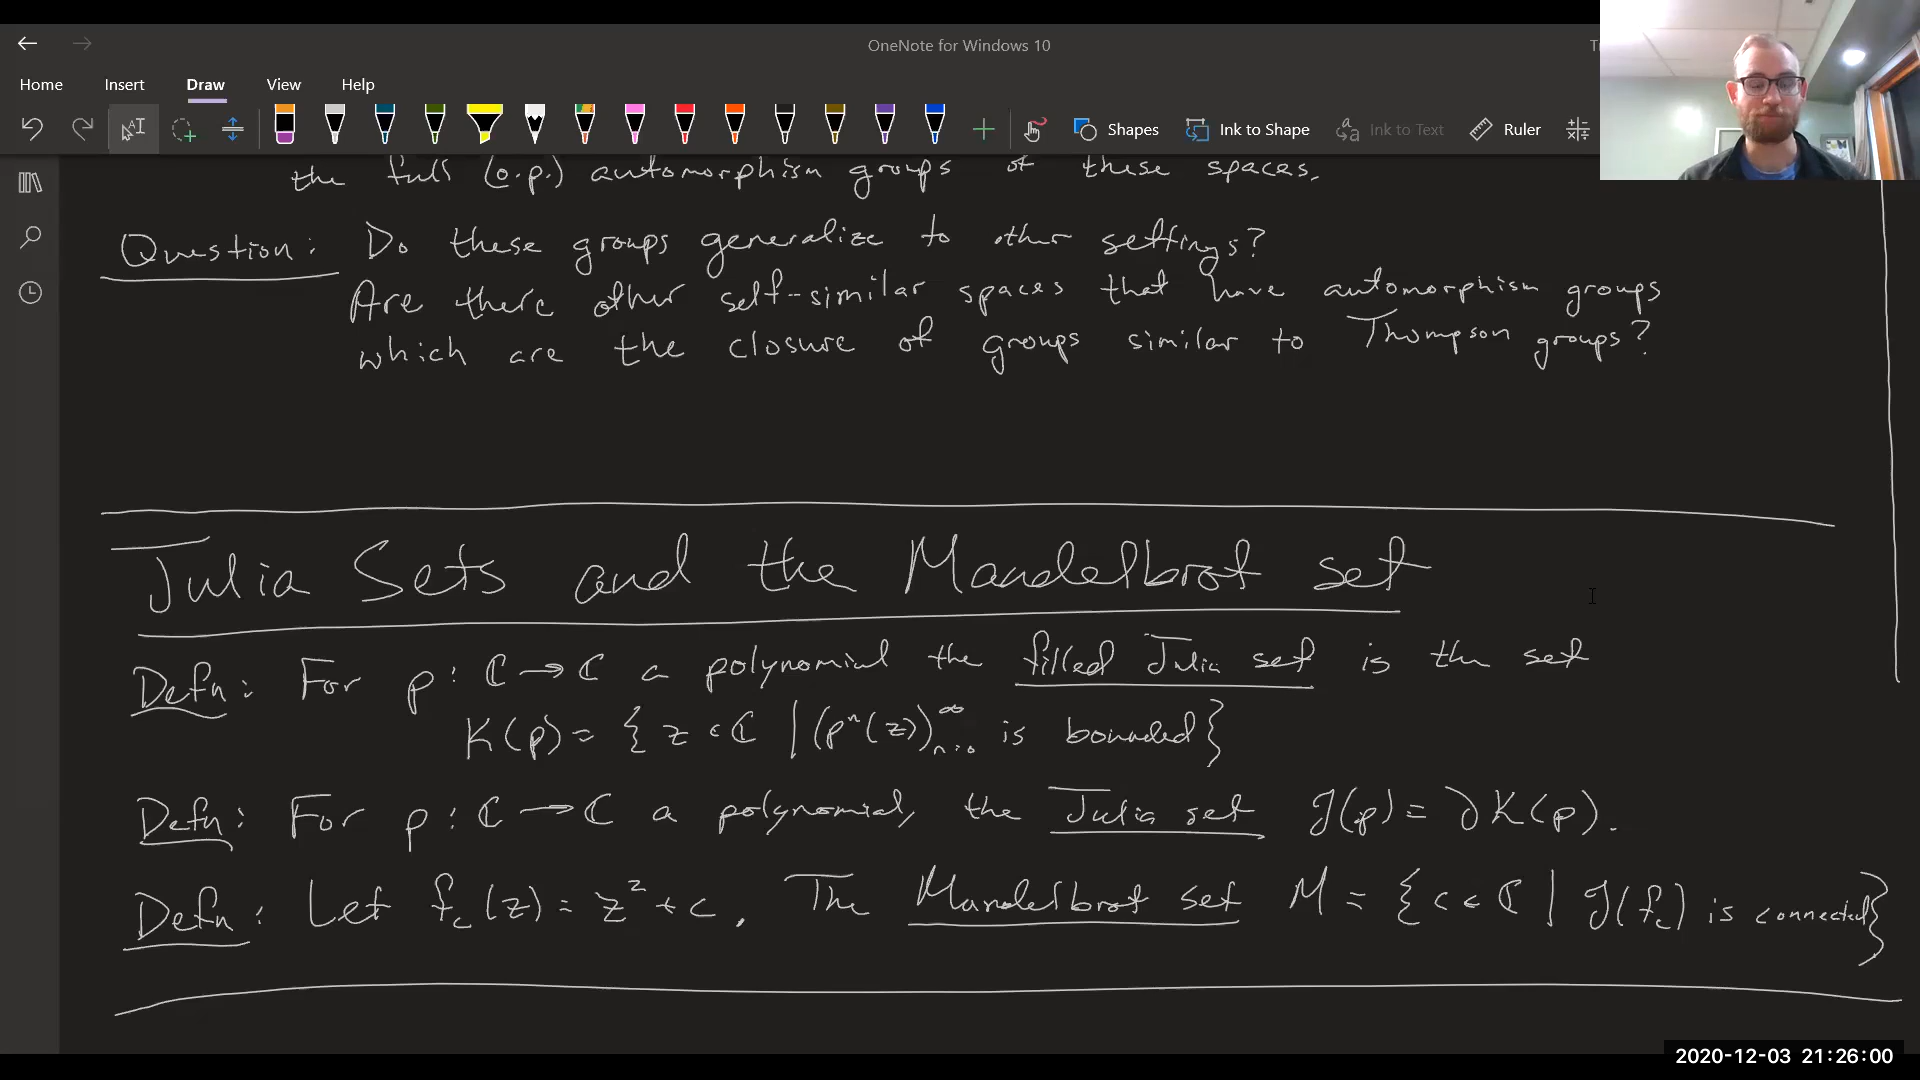 OneNote for Windows 10
Home Insert Draw View Help
Shapes Ink to Shape Ink to Text Ruler
the full (o.p.) automorphism groups of these spaces.
Question: Do these groups generalize to other settings?
Are there other self-similar spaces that have automorphism groups
which are the closure of groups similar to Thompson groups?
Julia Sets and the Mandelbrot set
Defn: For p: ℂ → ℂ a polynomial the filled Julia set is the set
K(p) = { z ∈ ℂ | (pⁿ(z))_{n=0}^∞ is bounded}
Defn: For p: ℂ → ℂ a polynomial, the Julia set J(p) = ∂K(p).
Defn: Let f_c(z) = z² + c. The Mandelbrot set M = { c ∈ ℂ | J(f_c) is connected}
2020-12-03 21:26:00